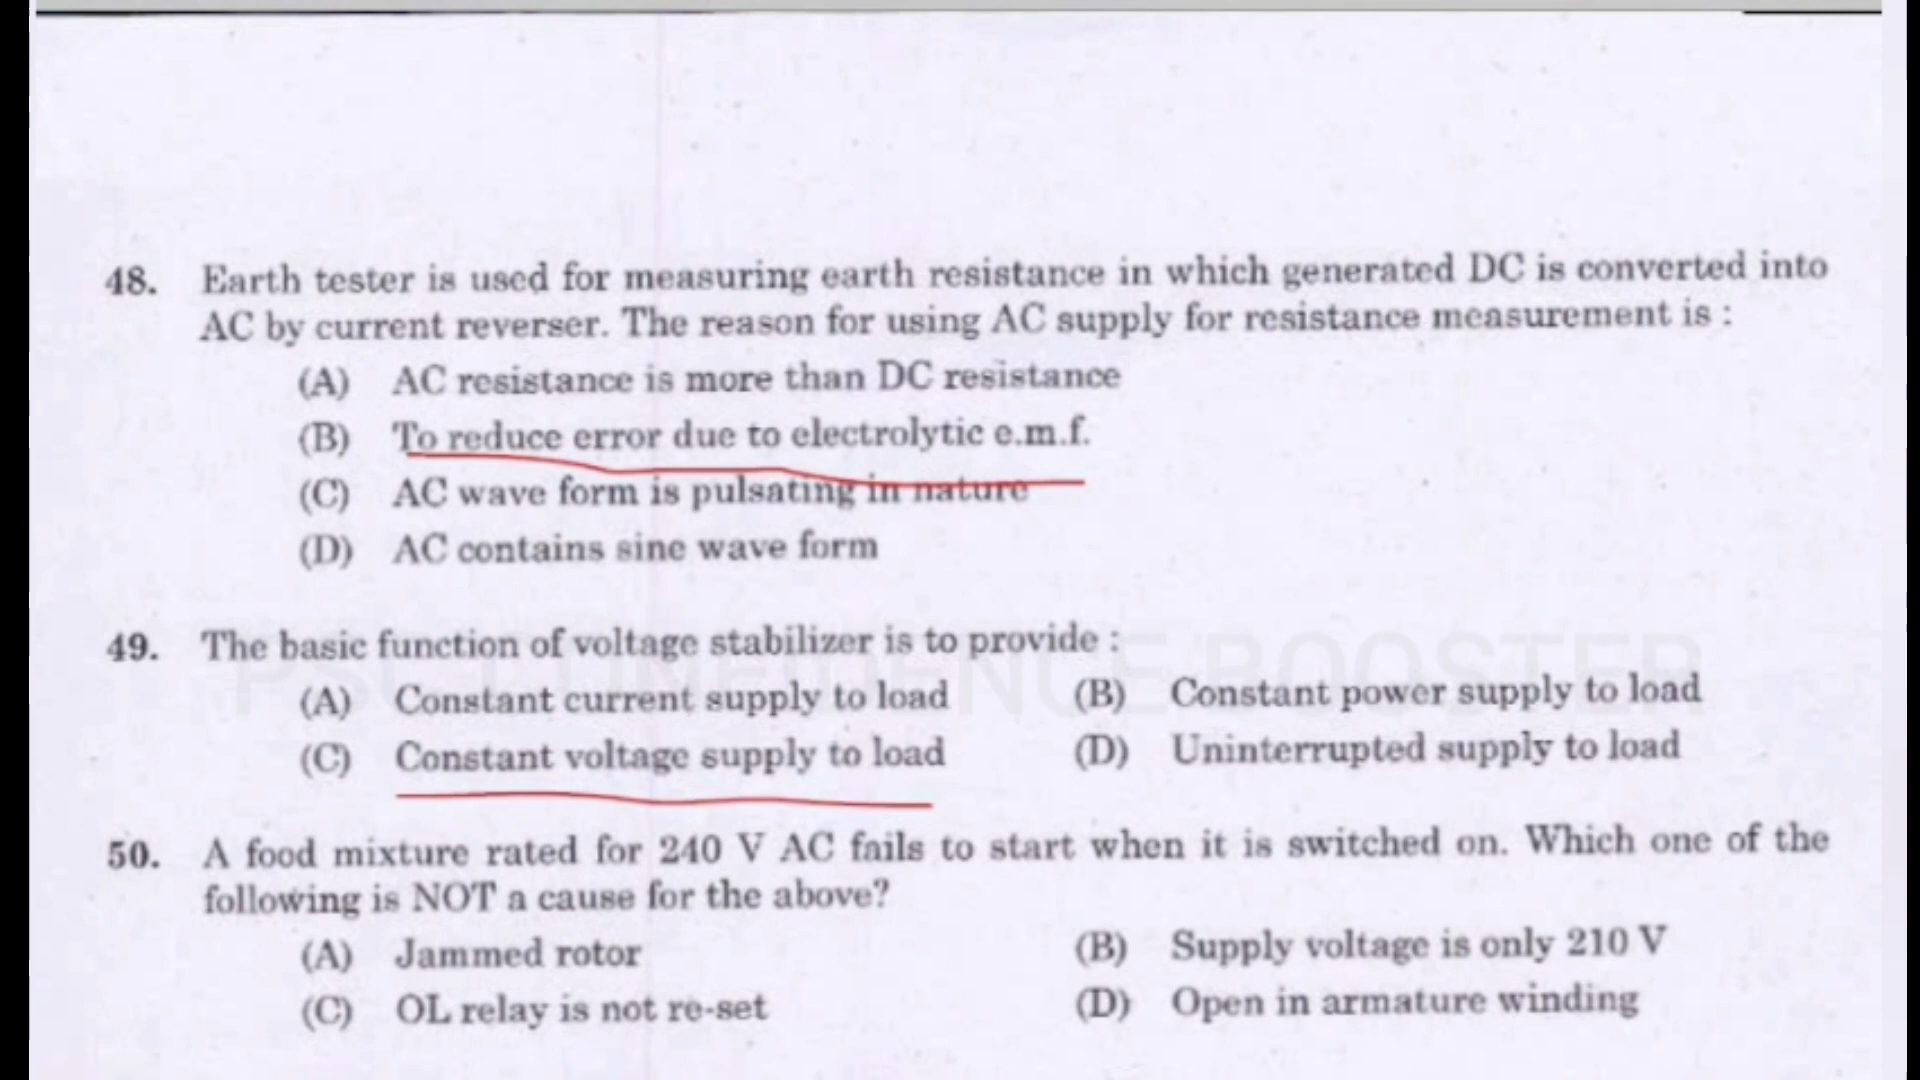 48. Earth tester is used for measuring earth resistance in which generated DC is converted into
AC by current reverser. The reason for using AC supply for resistance measurement is :
(A) AC resistance is more than DC resistance
(B) To reduce error due to electrolytic e.m.f.
(C) AC wave form is pulsating in nature
(D) AC contains sine wave form
49. The basic function of voltage stabilizer is to provide :
(A) Constant current supply to load (B) Constant power supply to load
(C) Constant voltage supply to load (D) Uninterrupted supply to load
PSC CONFIDENCE BOOSTER
50. A food mixture rated for 240 V AC fails to start when it is switched on. Which one of the
following is NOT a cause for the above?
(A) Jammed rotor (B) Supply voltage is only 210 V
(C) OL relay is not re-set (D) Open in armature winding